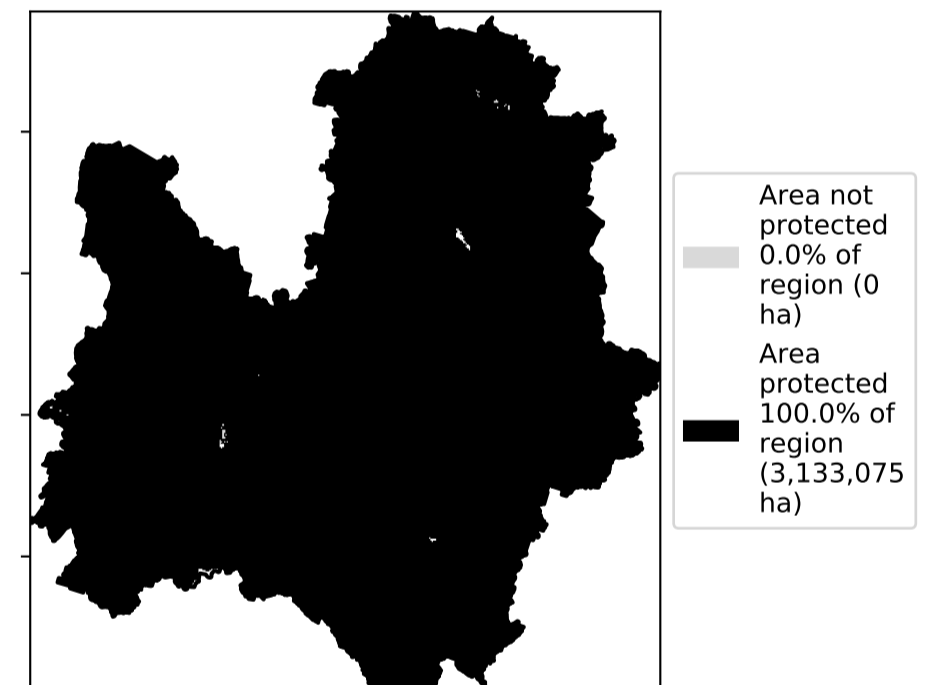 Area not
protected
0.0% of
region (0
ha)
Area
protected
100.0% of
region
(3,133,075
ha)